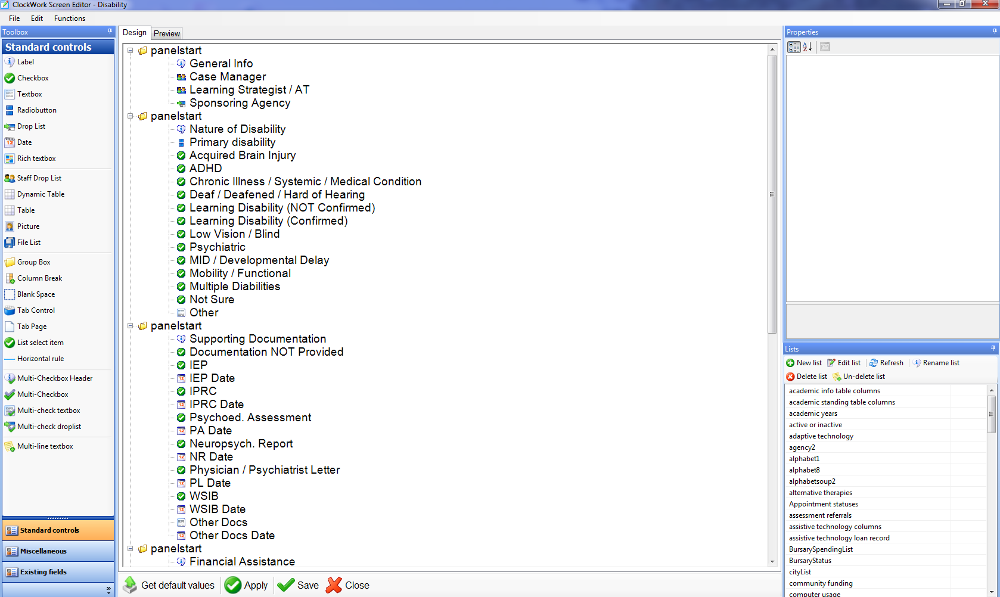 ClockWork Screen Editor - Disability
File Edit Functions
Toolbox
Standard controls
Label
Checkbox
Textbox
Radiobutton
Drop List
Date
Rich textbox
Staff Drop List
Dynamic Table
Table
Picture
File List
Group Box
Column Break
Blank Space
Tab Control
Tab Page
List select item
Horizontal rule
Multi-Checkbox Header
Multi-Checkbox
Multi-check textbox
Multi-check droplist
Multi-line textbox
Standard controls
Miscellaneous
Existing fields
Design Preview
panelstart
General Info
Case Manager
Learning Strategist / AT
Sponsoring Agency
panelstart
Nature of Disability
Primary disability
Acquired Brain Injury
ADHD
Chronic Illness / Systemic / Medical Condition
Deaf / Deafened / Hard of Hearing
Learning Disability (NOT Confirmed)
Learning Disability (Confirmed)
Low Vision / Blind
Psychiatric
MID / Developmental Delay
Mobility / Functional
Multiple Diabilities
Not Sure
Other
panelstart
Supporting Documentation
Documentation NOT Provided
IEP
IEP Date
IPRC
IPRC Date
Psychoed. Assessment
PA Date
Neuropsych. Report
NR Date
Physician / Psychiatrist Letter
PL Date
WSIB
WSIB Date
Other Docs
Other Docs Date
panelstart
Financial Assistance
Get default values Apply Save Close
Properties
Lists
New list Edit list Refresh Rename list
Delete list Un-delete list
academic info table columns
academic standing table columns
academic years
active or inactive
adaptive technology
agency2
alphabet1
alphabet8
alphabetsoup2
alternative therapies
Appointment statuses
assessment referrals
assistive technology columns
assistive technology loan record
BursarySpendingList
BursaryStatus
cityList
community funding
computer usage